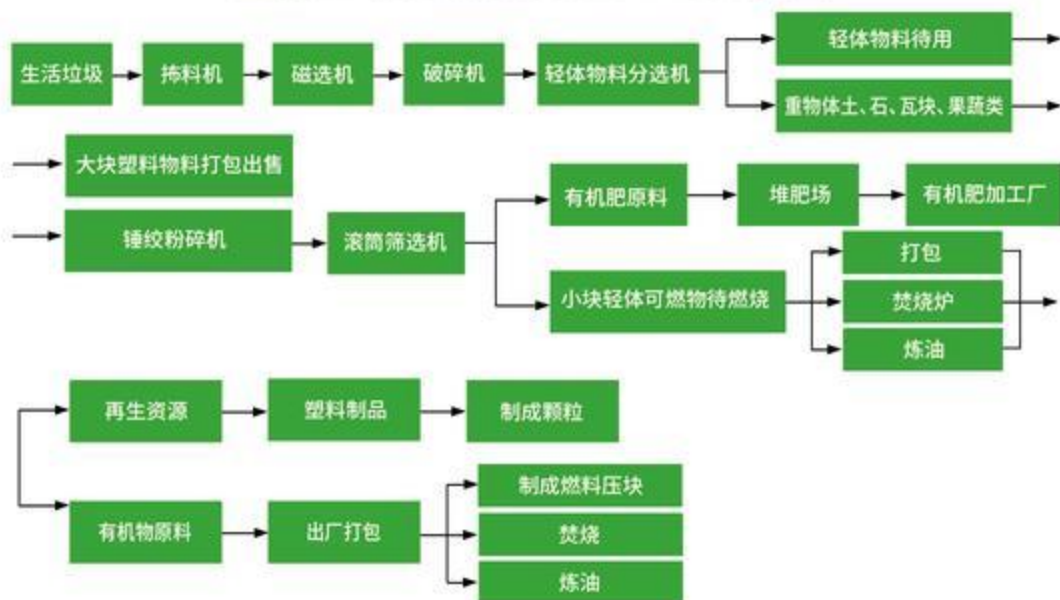 生活垃圾
抪料机
磁选机
破碎机
轻体物料分选机
轻体物料待用
重物体土、石、瓦块、果蔬类
大块塑料物料打包出售
锤绞粉碎机
滚筒筛选机
有机肥原料
堆肥场
有机肥加工厂
小块轻体可燃物待燃烧
打包
焚烧炉
炼油
再生资源
塑料制品
制成颗粒
有机物原料
出厂打包
制成燃料压块
焚烧
炼油